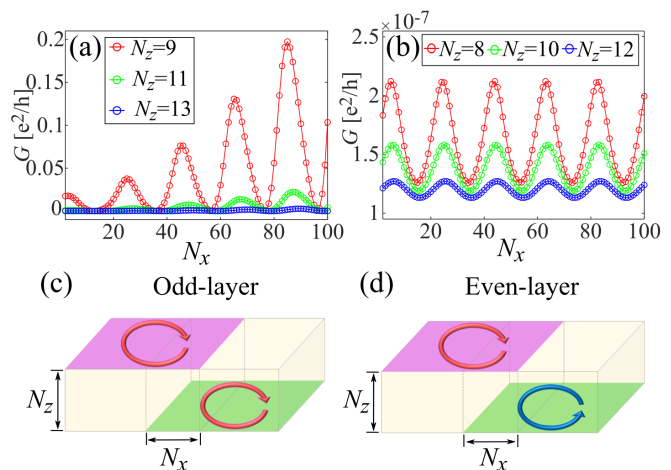 (a)
G [e²/h]
0.2
0.15
0.1
0.05
0
N_z=9
N_z=11
N_z=13
20 40 60 80 100
N_x
(b)
×10⁻⁷
G [e²/h]
2.5
2
1.5
1
N_z=8 N_z=10 N_z=12
20 40 60 80 100
N_x
(c) Odd-layer
N_z
N_x
(d) Even-layer
N_z
N_x